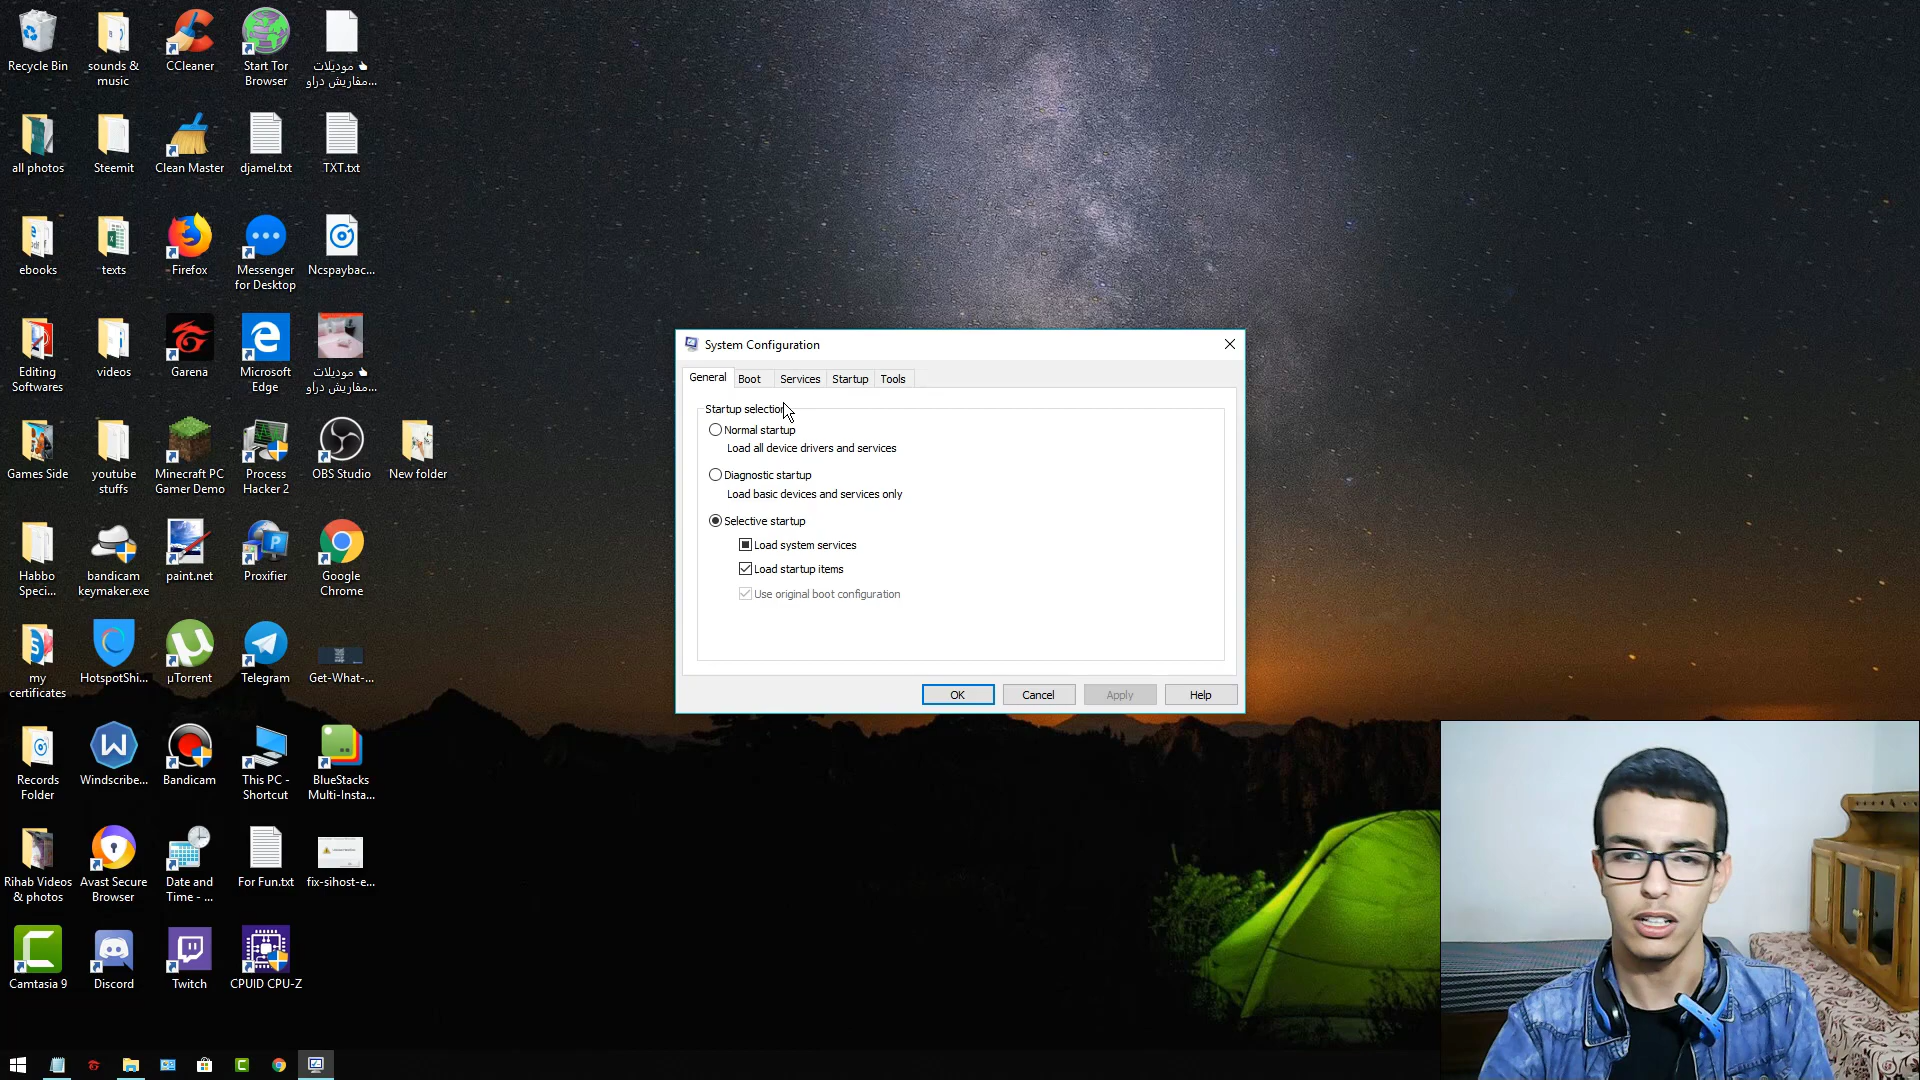 Recycle Bin
sounds &
music
CCleaner
Start Tor
Browser
موديلات
مفاريش دراو...
all photos
Steemit
Clean Master
djamel.txt
TXT.txt
ebooks
texts
Firefox
Messenger
for Desktop
Ncspaybac...
Editing
Softwares
videos
Garena
Microsoft
Edge
موديلات
مفاريش دراو...
Games Side
youtube
stuffs
Minecraft PC
Gamer Demo
Process
Hacker 2
OBS Studio
New folder
Habbo
Speci...
bandicam
keymaker.exe
paint.net
Proxifier
Google
Chrome
my
certificates
HotspotShi...
µTorrent
Telegram
Get-What-...
Records
Folder
Windscribe...
Bandicam
This PC -
Shortcut
BlueStacks
Multi-Insta...
Rihab Videos
& photos
Avast Secure
Browser
Date and
Time - ...
For Fun.txt
fix-sihost-e...
Camtasia 9
Discord
Twitch
CPUID CPU-Z
System Configuration
General Boot Services Startup Tools
Startup selection
Normal startup
Load all device drivers and services
Diagnostic startup
Load basic devices and services only
Selective startup
Load system services
Load startup items
Use original boot configuration
OK Cancel Apply Help